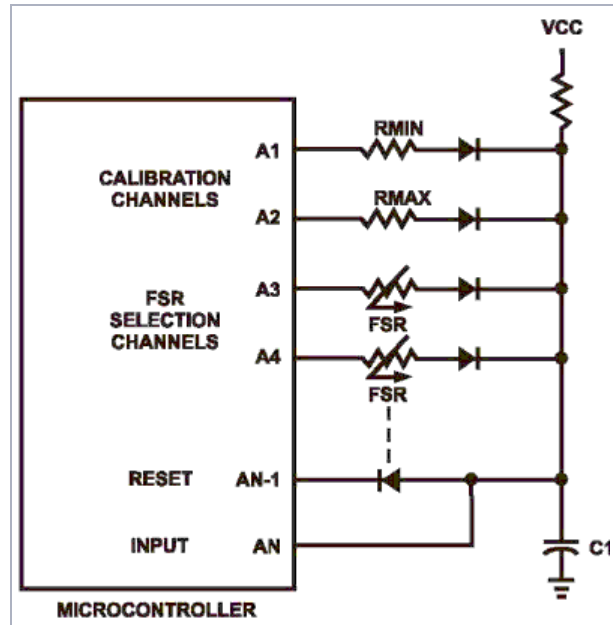 VCC
RMIN
A1
CALIBRATION
CHANNELS
RMAX
A2
A3
FSR
SELECTION
CHANNELS
FSR
A4
FSR
RESET
AN-1
INPUT
AN
C1
MICROCONTROLLER